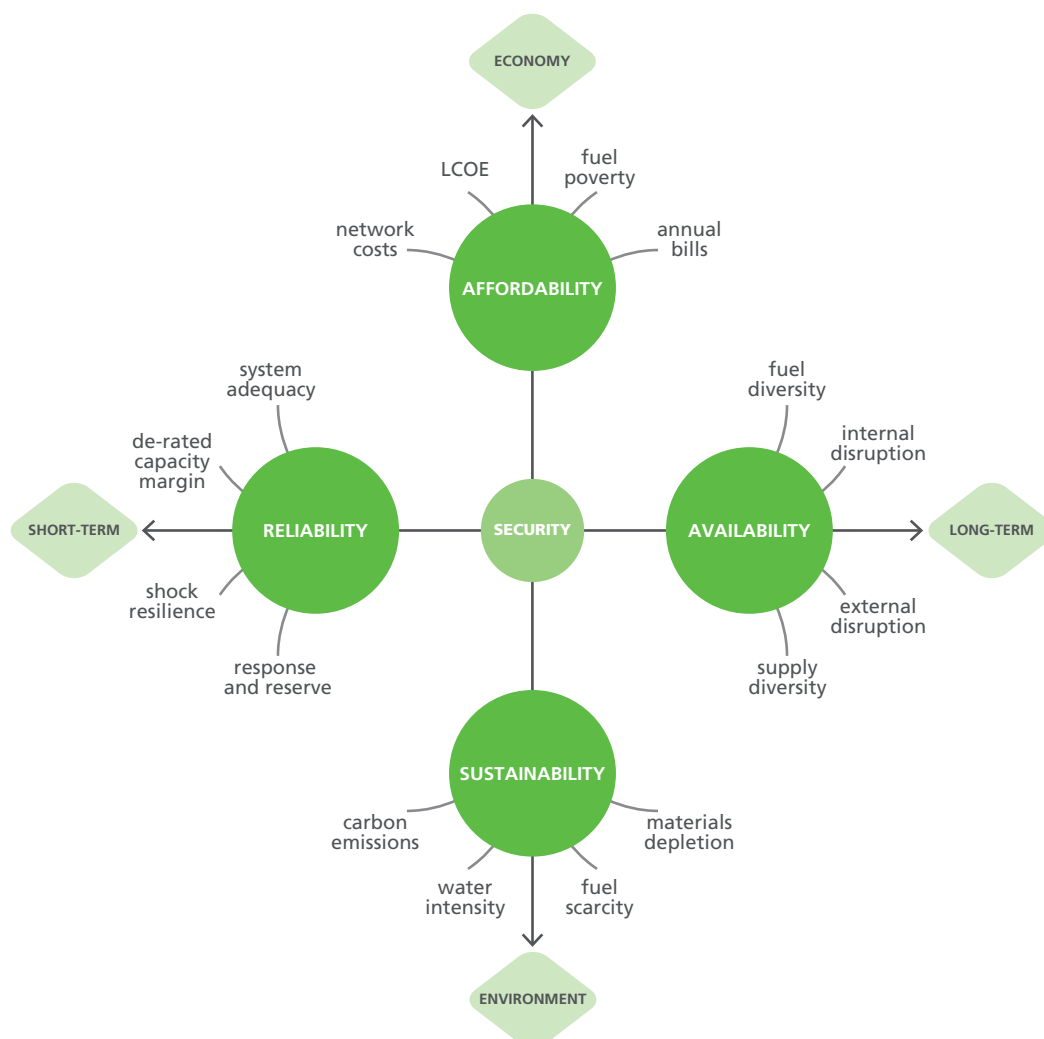 ECONOMY
LCOE
fuel
poverty
network
costs
annual
bills
AFFORDABILITY
system
adequacy
fuel
diversity
de-rated
capacity
margin
internal
disruption
SHORT-TERM
RELIABILITY
SECURITY
AVAILABILITY
LONG-TERM
shock
resilience
external
disruption
response
and reserve
supply
diversity
SUSTAINABILITY
carbon
emissions
materials
depletion
water
intensity
fuel
scarcity
ENVIRONMENT